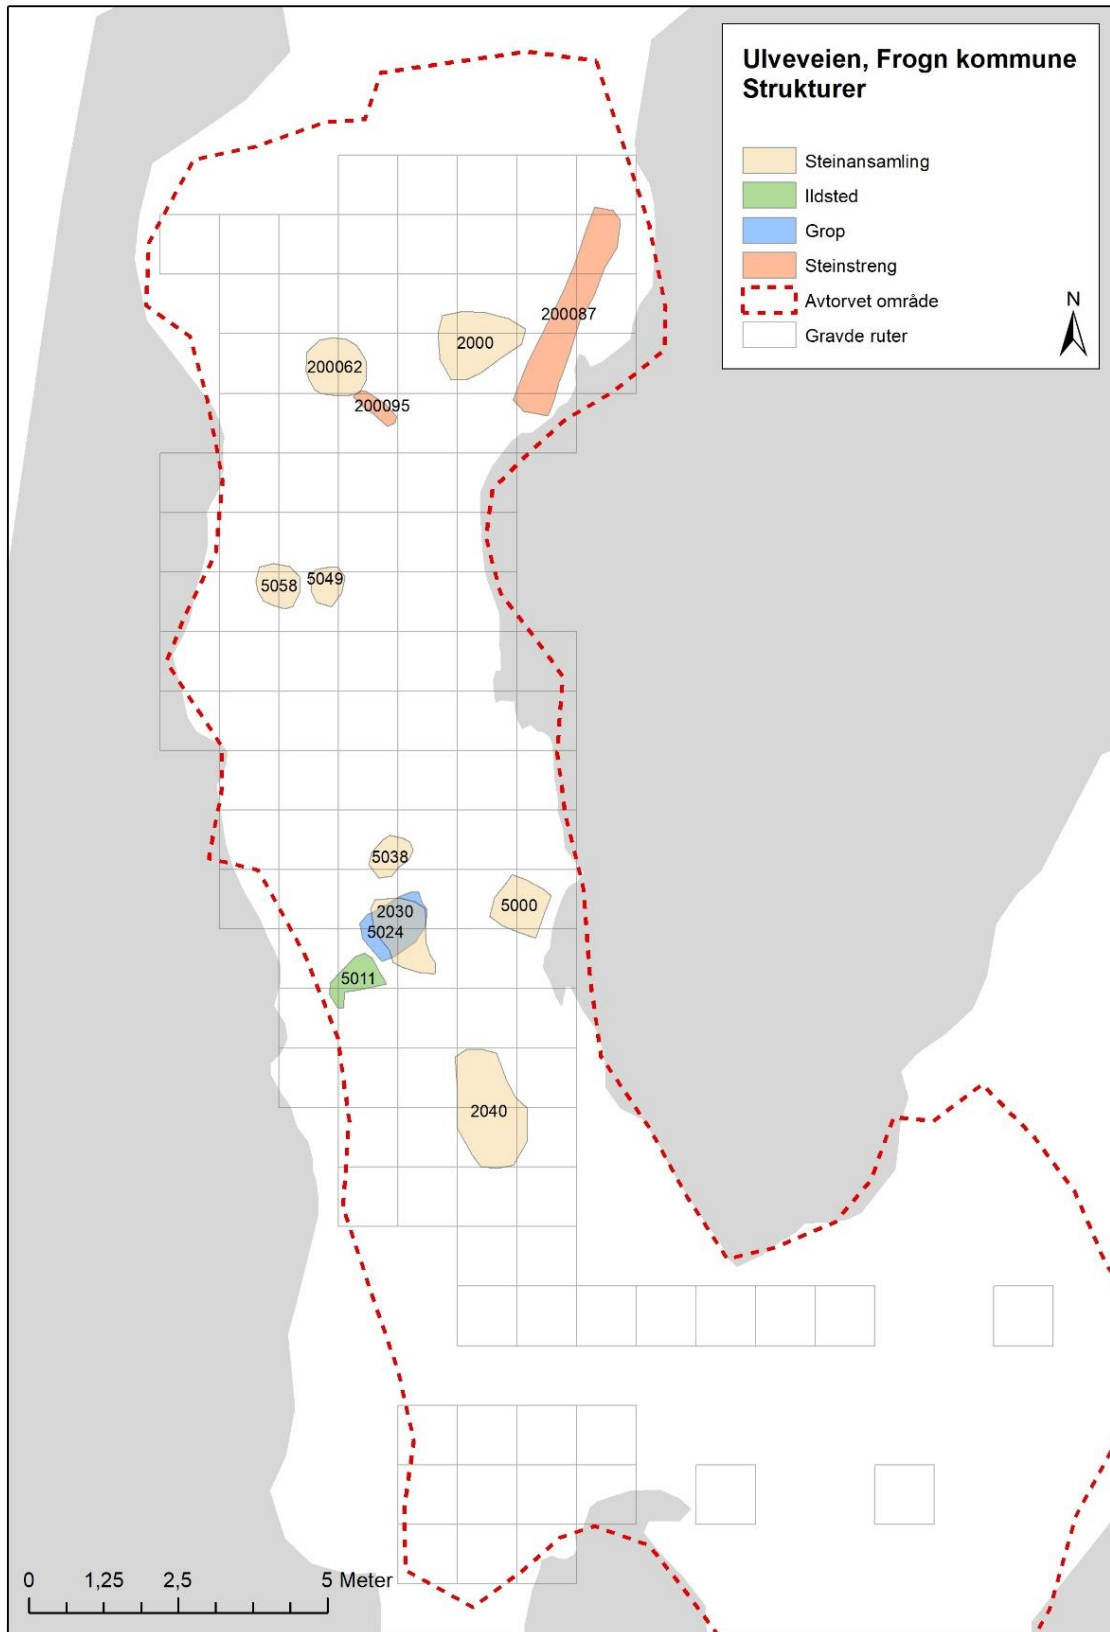 Ulveveien, Frogn kommune
Strukturer
Steinansamling
Ildsted
Grop
Steinstreng
Avtorvet område
Gravde ruter
N
200087
2000
200062
200095
5058
5049
5038
2030
5000
5024
5011
2040
0 1,25 2,5 5 Meter